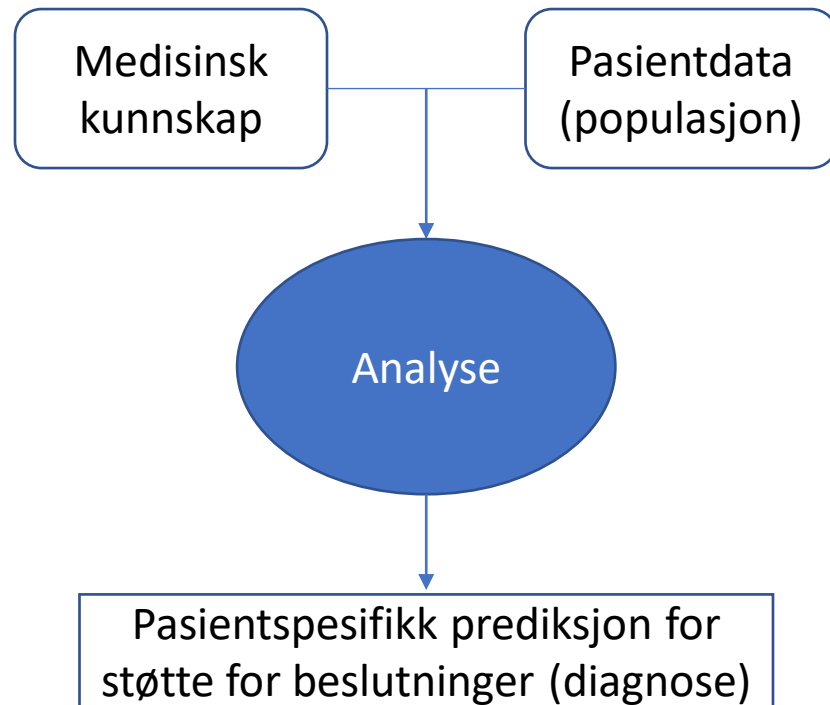 Medisinsk
kunnskap
Pasientdata
(populasjon)
Analyse
Pasientspesifikk prediksjon for
støtte for beslutninger (diagnose)